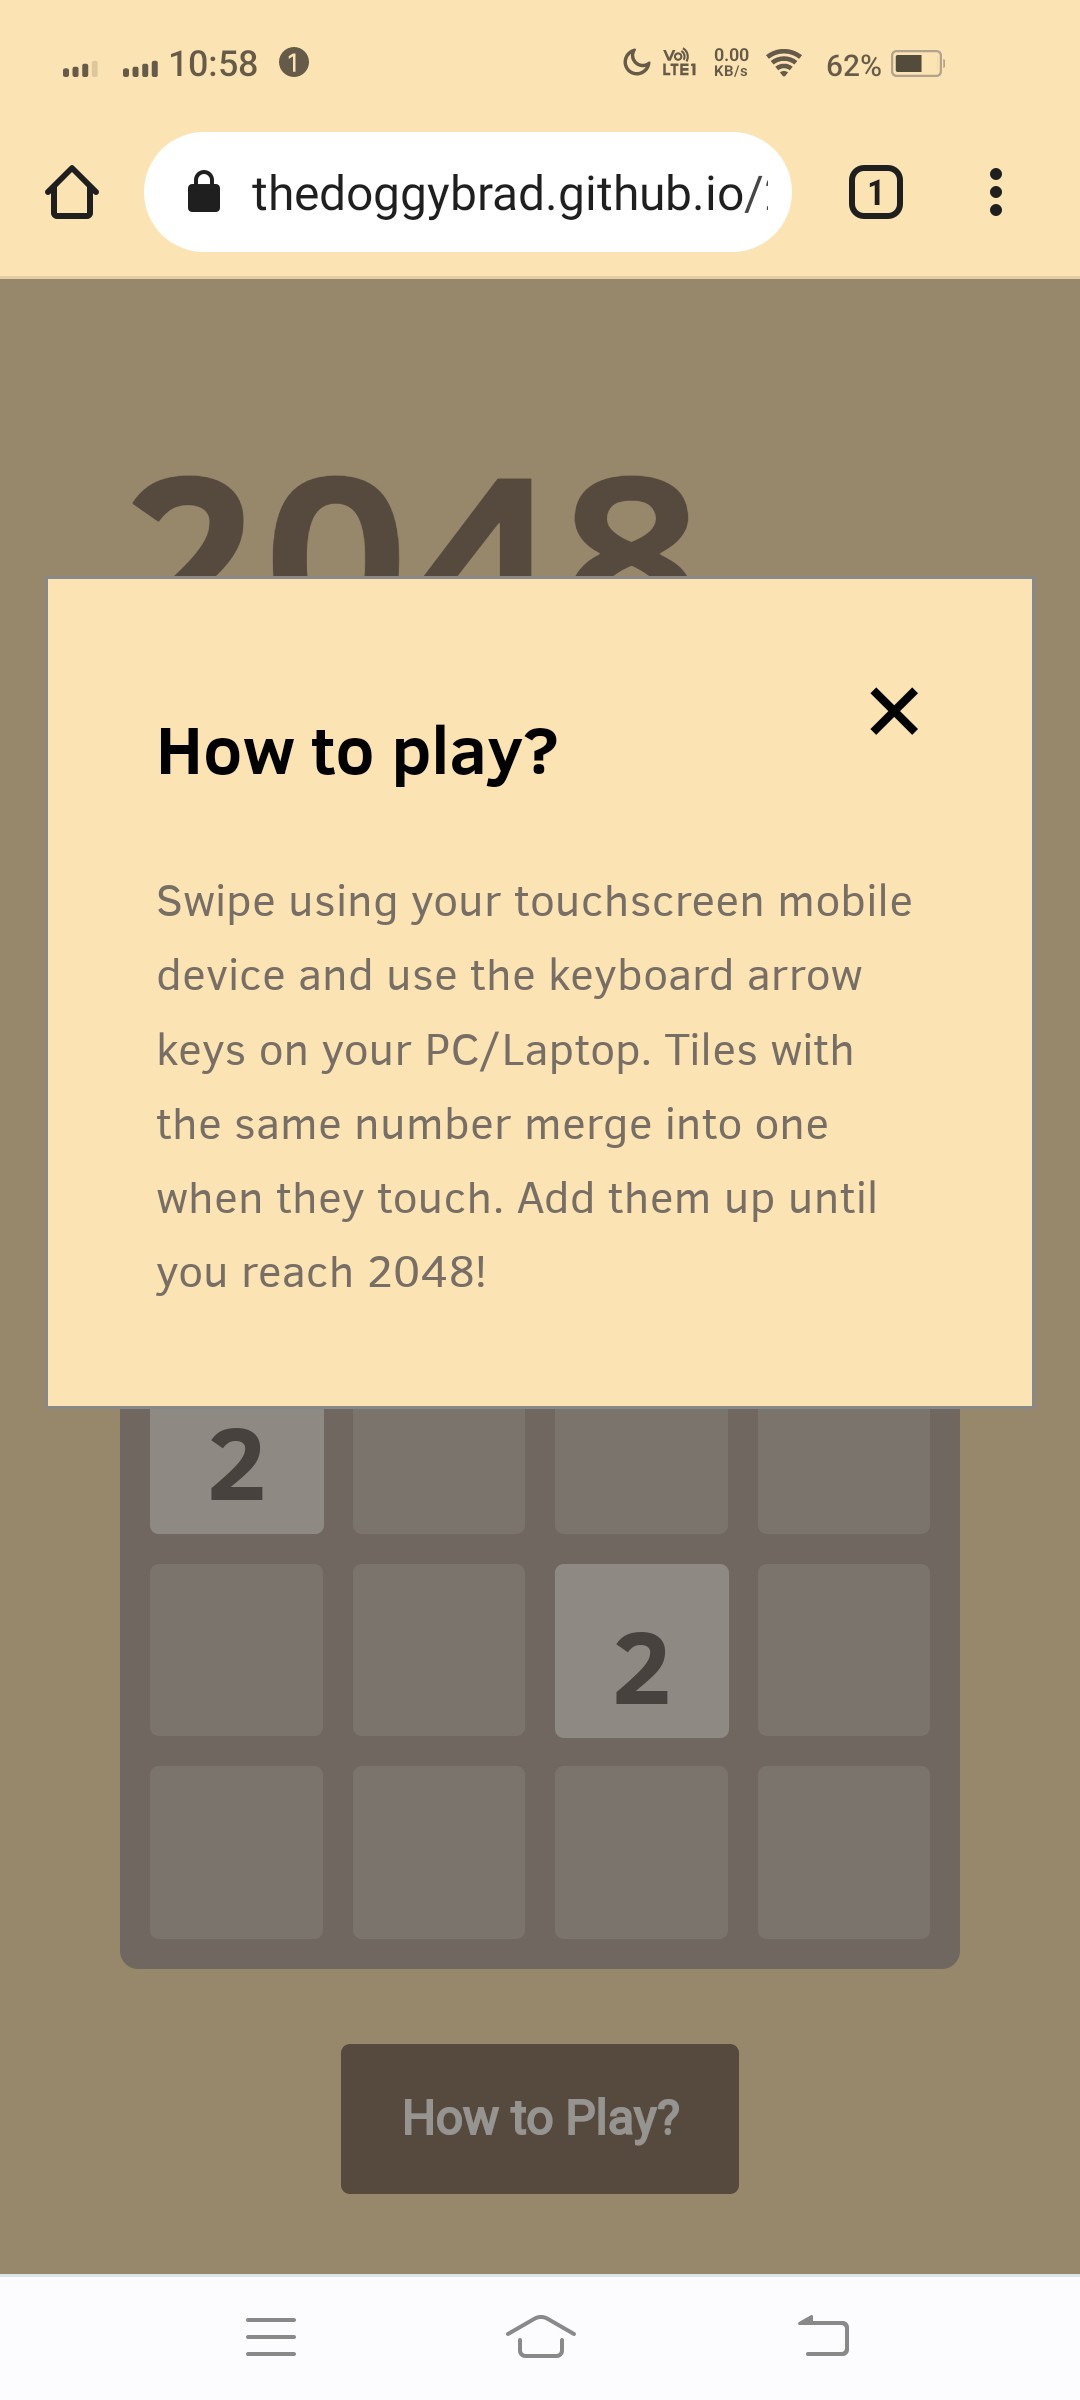 10:58 1 Vo) LTE1 0.00 KB/s 62%
thedoggybrad.github.io/
1
2048
How to play?
Swipe using your touchscreen mobile
device and use the keyboard arrow
keys on your PC/Laptop. Tiles with
the same number merge into one
when they touch. Add them up until
you reach 2048!
2
2
How to Play?